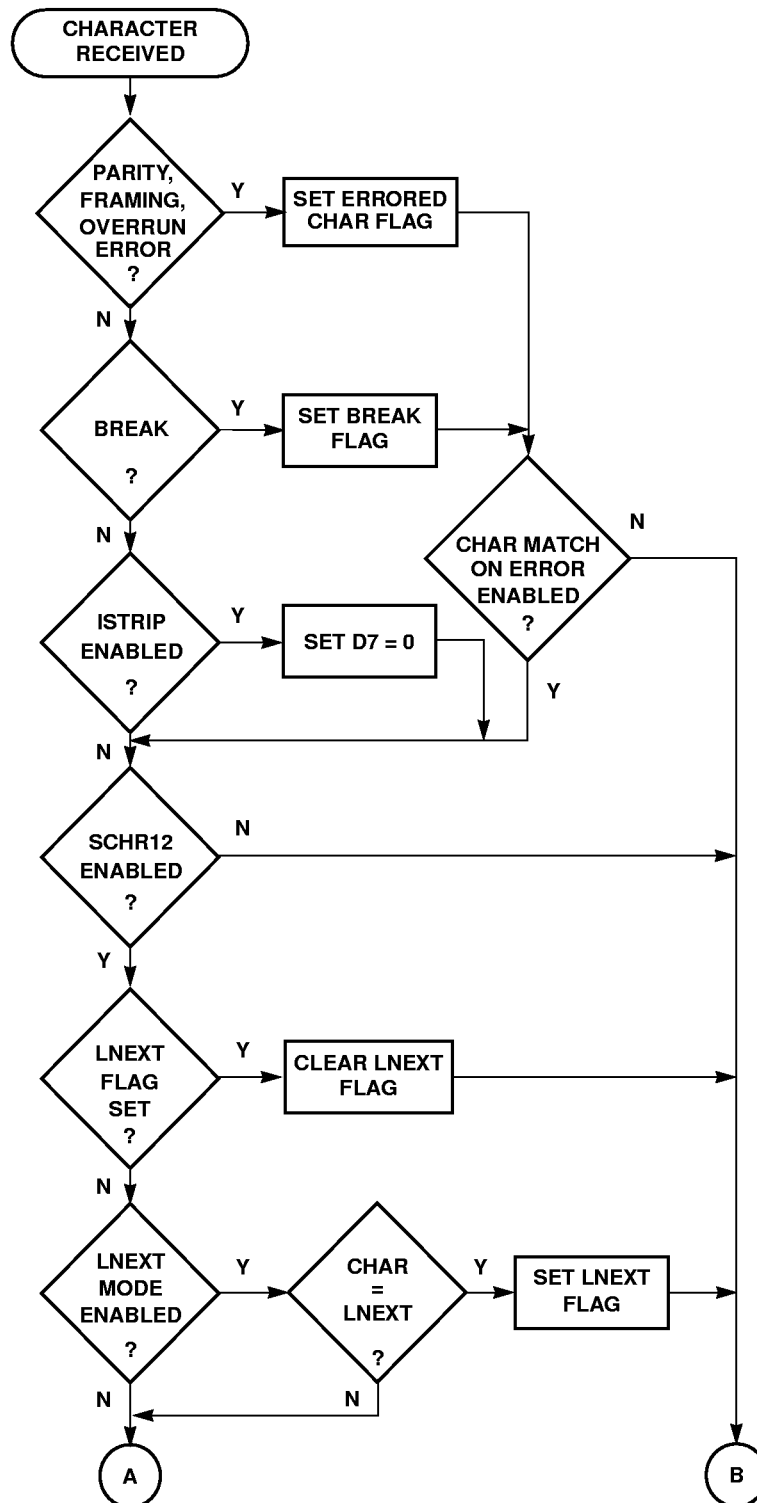 CHARACTER
RECEIVED
PARITY,
FRAMING,
OVERRUN
ERROR
?
Y
SET ERRORED
CHAR FLAG
N
BREAK
?
Y
SET BREAK
FLAG
N
CHAR MATCH
ON ERROR
ENABLED
?
N
Y
ISTRIP
ENABLED
?
Y
SET D7 = 0
N
SCHR12
ENABLED
?
N
Y
LNEXT
FLAG
SET
?
Y
CLEAR LNEXT
FLAG
N
LNEXT
MODE
ENABLED
?
Y
CHAR
=
LNEXT
?
Y
SET LNEXT
FLAG
N
N
A
B